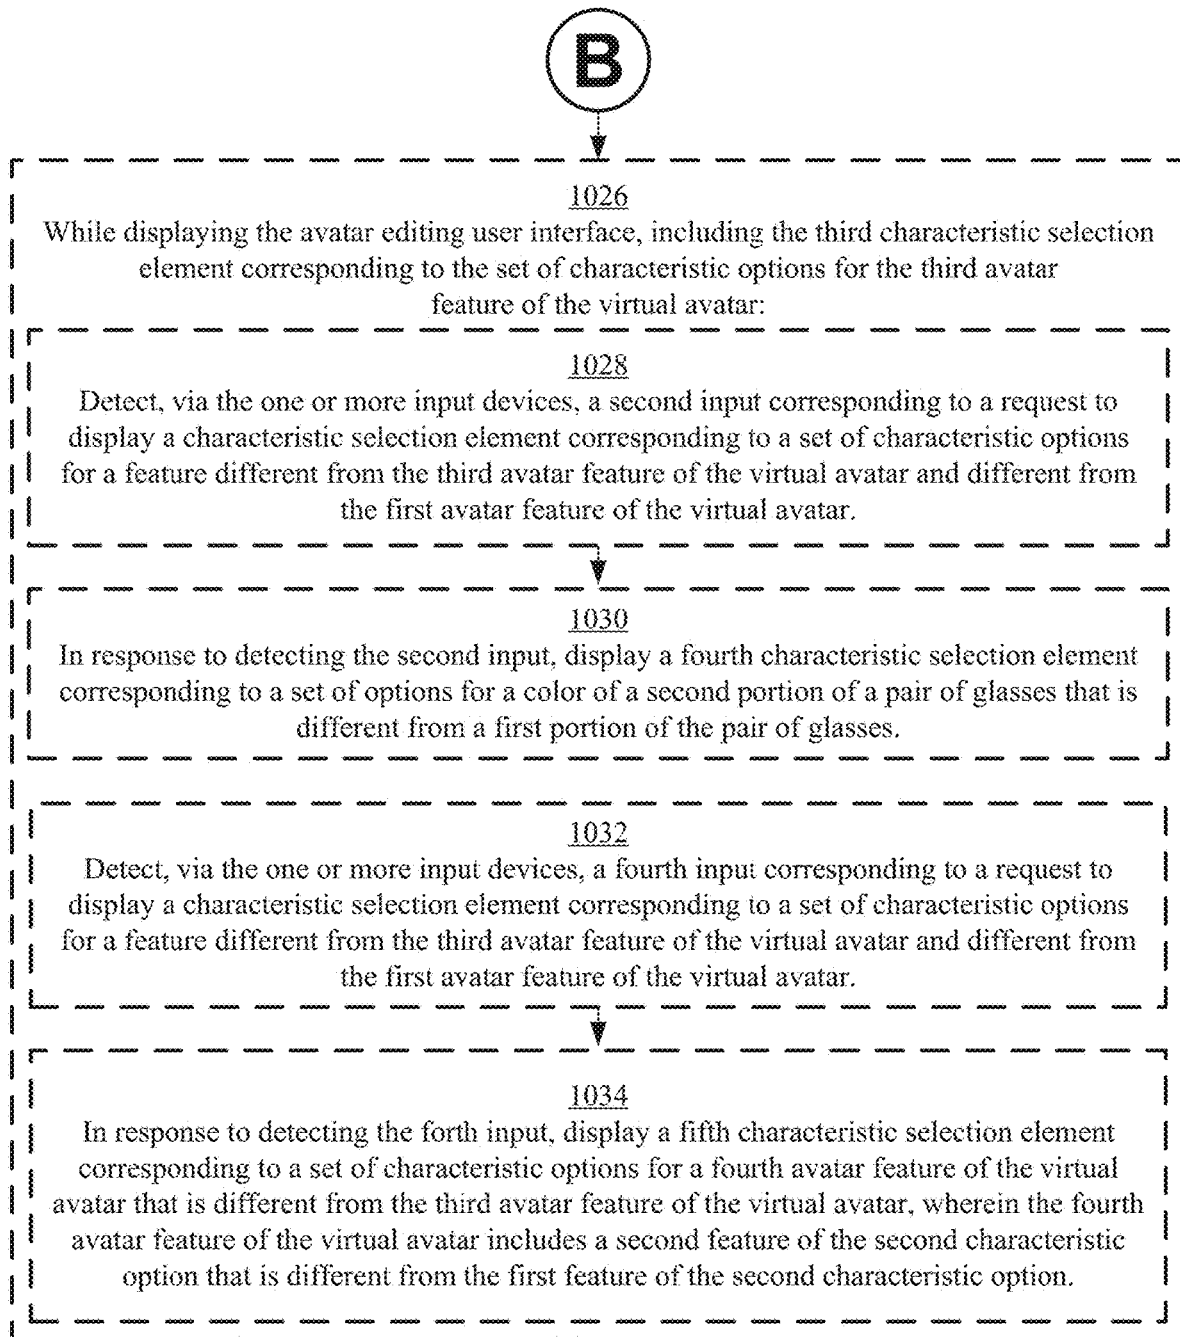 B
1026
While displaying the avatar editing user interface, including the third characteristic selection
element corresponding to the set of characteristic options for the third avatar
feature of the virtual avatar:
1028
Detect, via the one or more input devices, a second input corresponding to a request to
display a characteristic selection element corresponding to a set of characteristic options
for a feature different from the third avatar feature of the virtual avatar and different from
the first avatar feature of the virtual avatar.
1030
In response to detecting the second input, display a fourth characteristic selection element
corresponding to a set of options for a color of a second portion of a pair of glasses that is
different from a first portion of the pair of glasses.
1032
Detect, via the one or more input devices, a fourth input corresponding to a request to
display a characteristic selection element corresponding to a set of characteristic options
for a feature different from the third avatar feature of the virtual avatar and different from
the first avatar feature of the virtual avatar.
1034
In response to detecting the forth input, display a fifth characteristic selection element
corresponding to a set of characteristic options for a fourth avatar feature of the virtual
avatar that is different from the third avatar feature of the virtual avatar, wherein the fourth
avatar feature of the virtual avatar includes a second feature of the second characteristic
option that is different from the first feature of the second characteristic option.